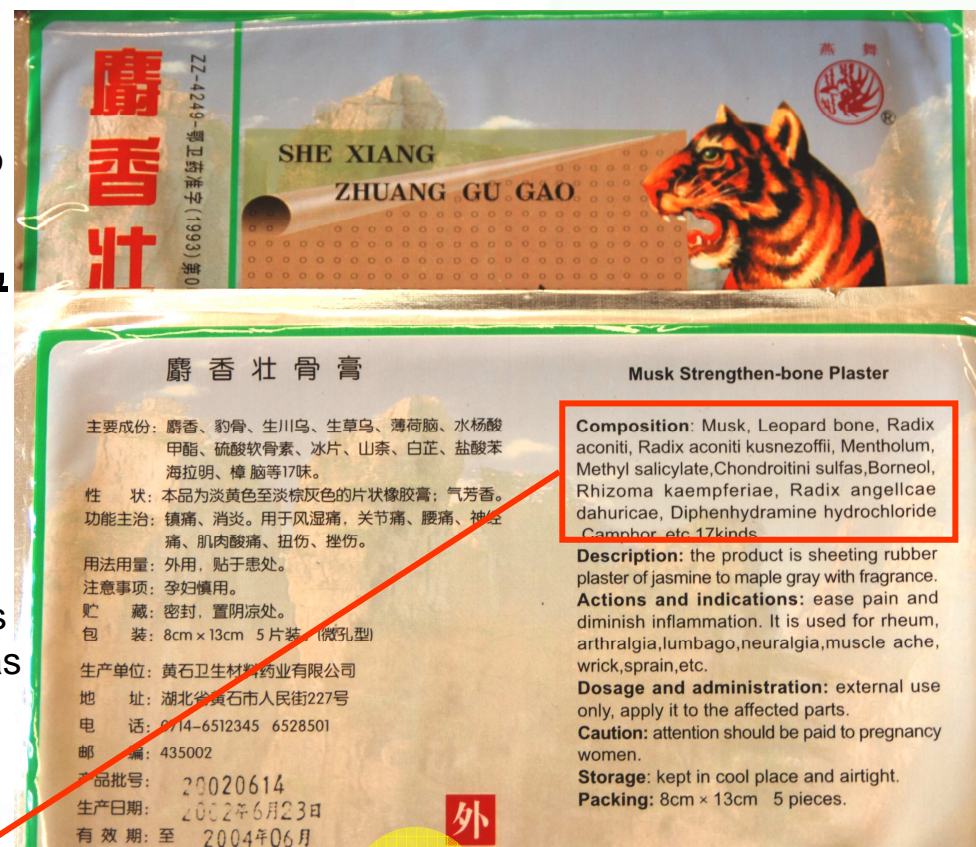 麝香壮
ZZ-4249-鄂卫药准字(1993)第0
SHE XIANG
ZHUANG GU GAO
燕舞
®
麝香壮骨膏
主要成份：麝香、豹骨、生川乌、生草乌、薄荷脑、水杨酸
甲酯、硫酸软骨素、冰片、山柰、白芷、盐酸苯
海拉明、樟脑等17味。
性 状：本品为淡黄色至淡棕灰色的片状橡胶膏；气芳香。
功能主治：镇痛、消炎。用于风湿痛，关节痛、腰痛、神经
痛、肌肉酸痛、扭伤、挫伤。
用法用量：外用，贴于患处。
注意事项：孕妇慎用。
贮 藏：密封，置阴凉处。
包 装：8cm×13cm 5片装。(微孔型)
生产单位：黄石卫生材料药业有限公司
地 址：湖北省黄石市人民街227号
电 话：0714-6512345 6528501
邮 编：435002
产品批号：20020614
生产日期：2002年6月23日
有 效 期：至 2004年06月
外
Musk Strengthen-bone Plaster
Composition: Musk, Leopard bone, Radix
aconiti, Radix aconiti kusnezoffii, Mentholum,
Methyl salicylate,Chondroitini sulfas,Borneol,
Rhizoma kaempferiae, Radix angellcae
dahuricae, Diphenhydramine hydrochloride
Camphor, etc 17kinds
Description: the product is sheeting rubber
plaster of jasmine to maple gray with fragrance.
Actions and indications: ease pain and
diminish inflammation. It is used for rheum,
arthralgia,lumbago,neuralgia,muscle ache,
wrick,sprain,etc.
Dosage and administration: external use
only, apply it to the affected parts.
Caution: attention should be paid to pregnancy
women.
Storage: kept in cool place and airtight.
Packing: 8cm×13cm 5 pieces.